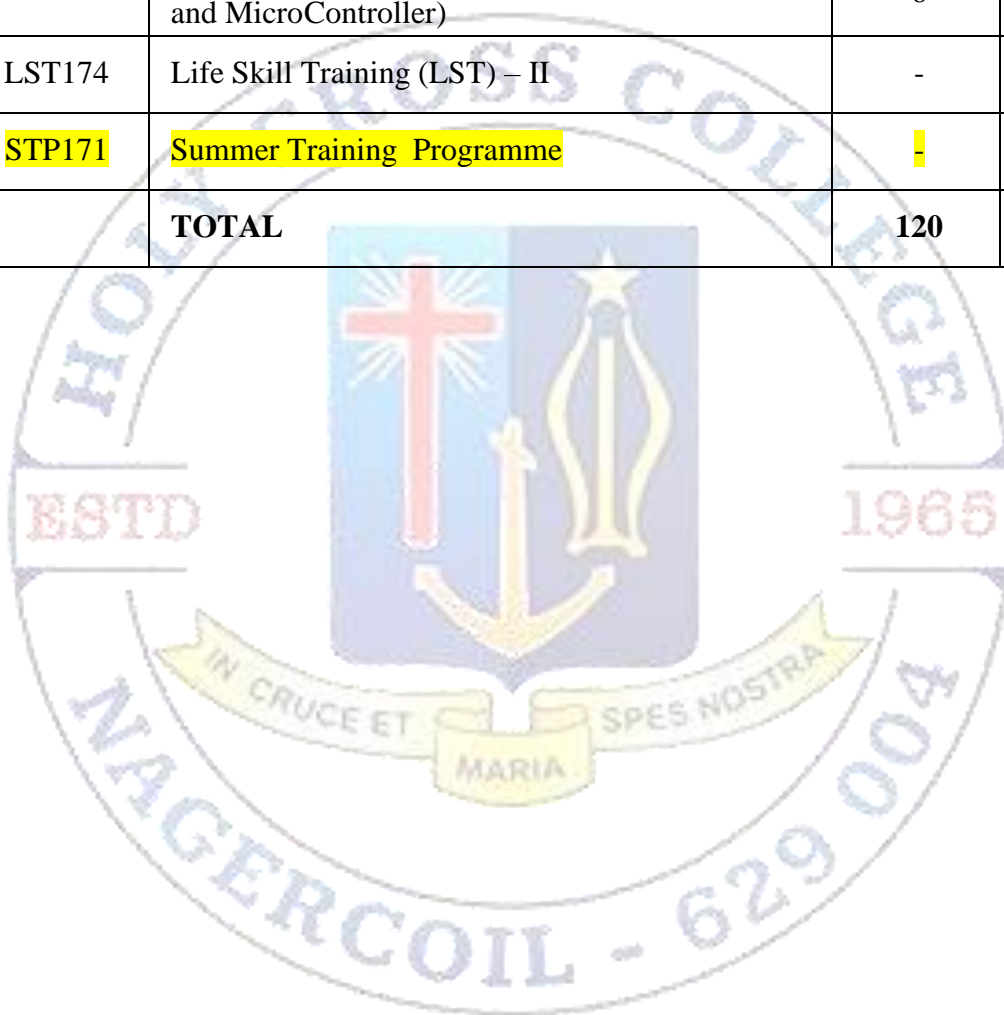 and MicroController)
LST174 Life Skill Training (LST) – II -
STP171 Summer Training Programme -
TOTAL 120
HOLY CROSS COLLEGE
ESTD 1965
IN CRUCE ET MARIA SPES NOSTRA
NAGERCOIL - 629 004